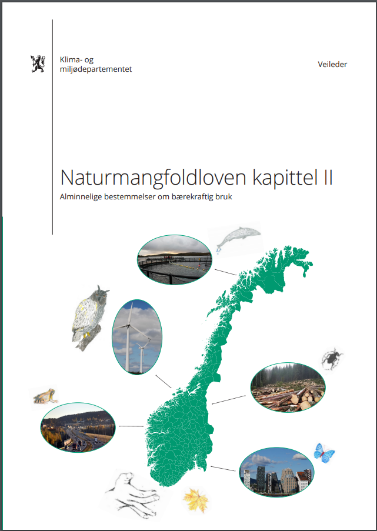 Klima- og
miljødepartementet
Veileder
Naturmangfoldloven kapittel II
Alminnelige bestemmelser om bærekraftig bruk